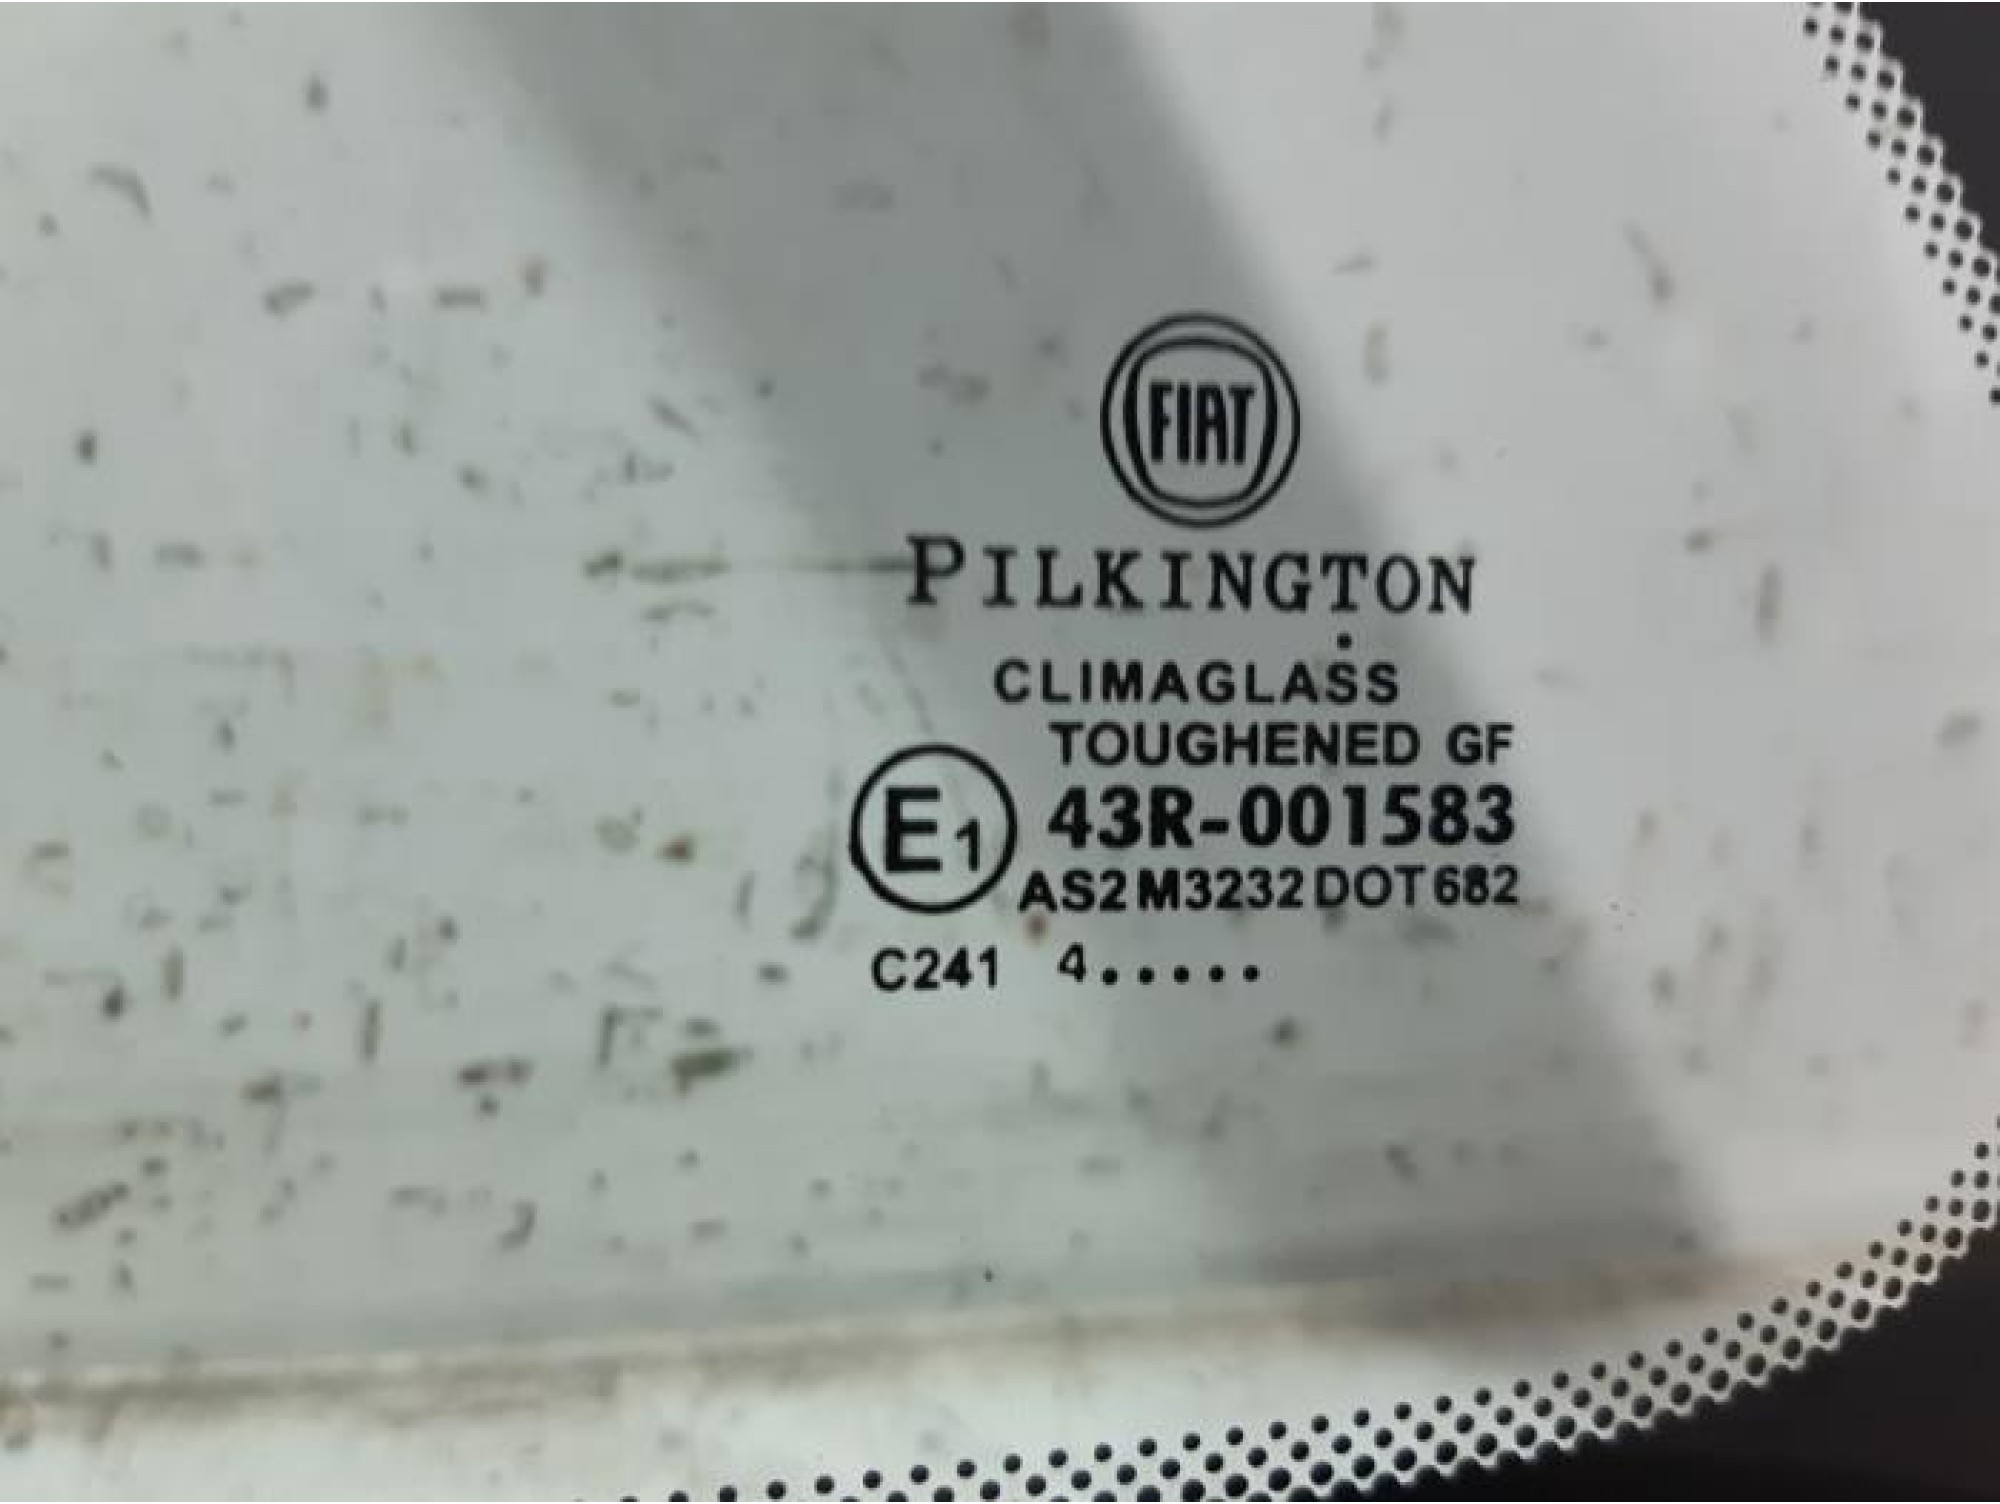 FIAT
PILKINGTON
CLIMAGLASS
TOUGHENED GF
E1 43R-001583
AS2 M3232 DOT 682
C241 4.....